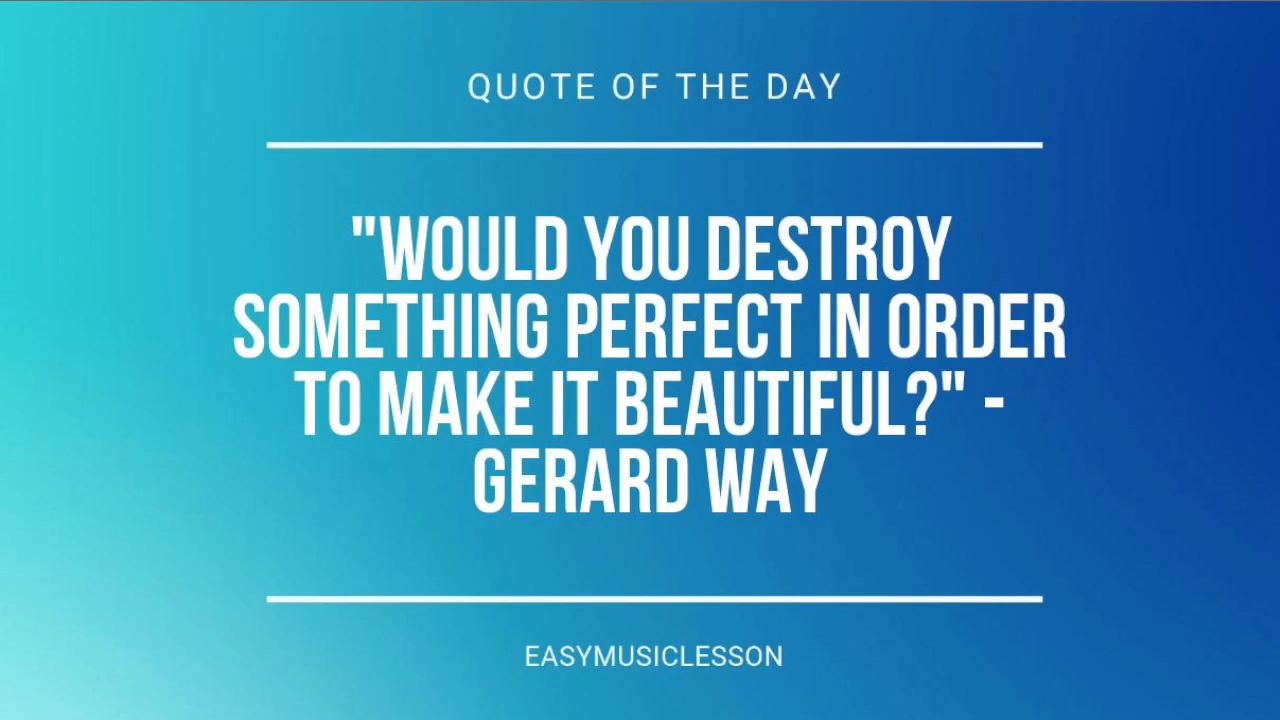 QUOTE OF THE DAY
"WOULD YOU DESTROY
SOMETHING PERFECT IN ORDER
TO MAKE IT BEAUTIFUL?" -
GERARD WAY
EASYMUSICLESSON